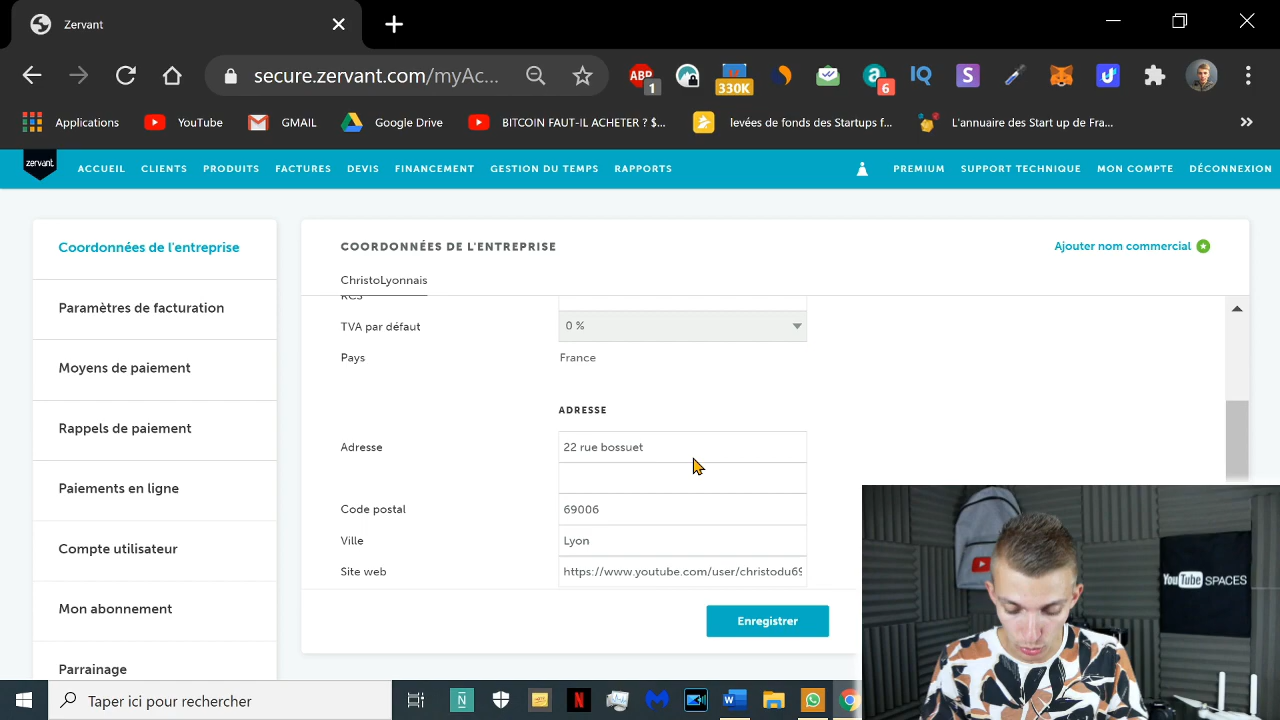 Zervant
secure.zervant.com/myAc...
ABP
1
330K
6
Applications
YouTube
GMAIL
Google Drive
BITCOIN FAUT-IL ACHETER ? $...
levées de fonds des Startups f...
L'annuaire des Start up de Fra...
zervant
ACCUEIL
CLIENTS
PRODUITS
FACTURES
DEVIS
FINANCEMENT
GESTION DU TEMPS
RAPPORTS
PREMIUM
SUPPORT TECHNIQUE
MON COMPTE
DÉCONNEXION
Coordonnées de l'entreprise
Paramètres de facturation
Moyens de paiement
Rappels de paiement
Paiements en ligne
Compte utilisateur
Mon abonnement
Parrainage
COORDONNÉES DE L'ENTREPRISE
Ajouter nom commercial
ChristoLyonnais
RCS
TVA par défaut
0 %
Pays
France
ADRESSE
Adresse
22 rue bossuet
Code postal
69006
Ville
Lyon
Site web
https://www.youtube.com/user/christodu69
Enregistrer
YouTube SPACES
Taper ici pour rechercher